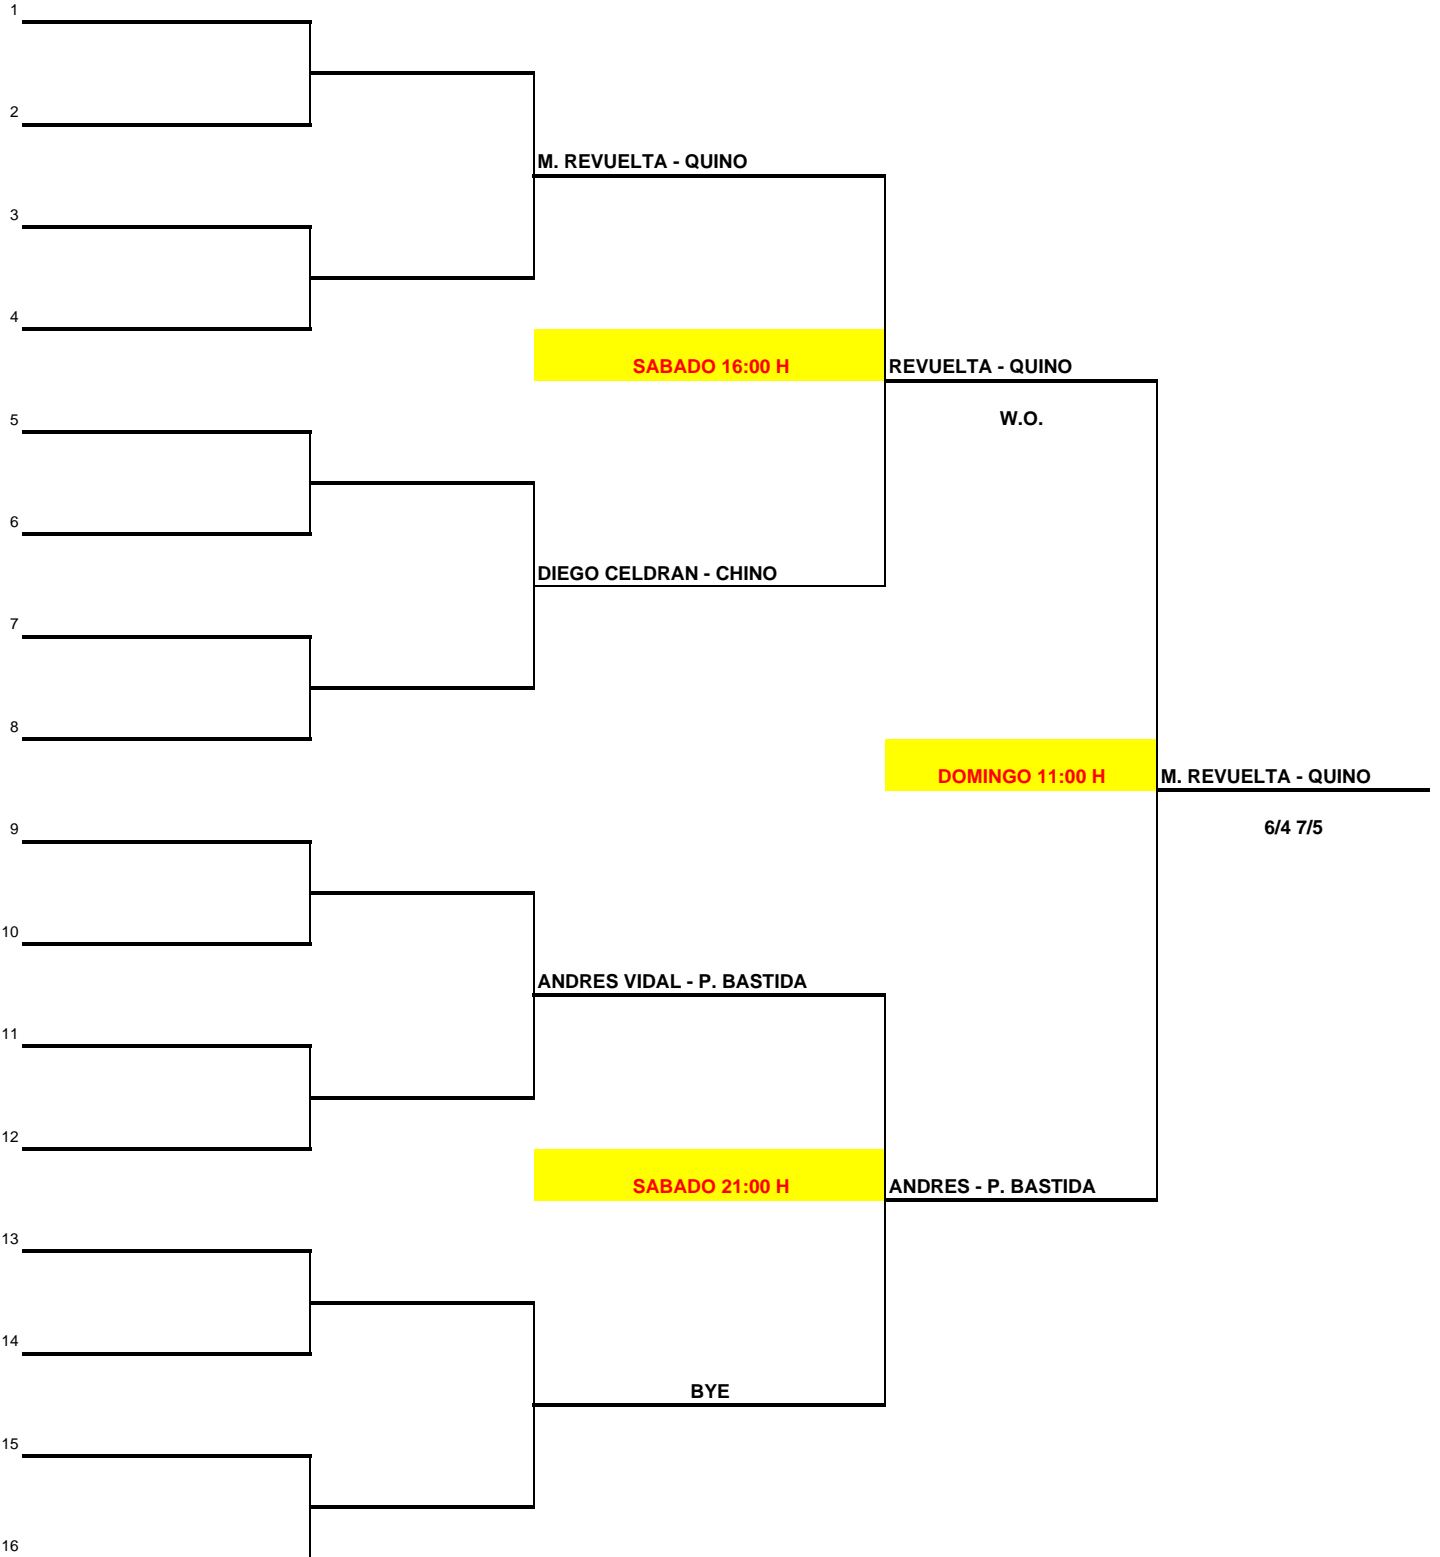 1
2
M. REVUELTA - QUINO
3
4
SABADO 16:00 H
REVUELTA - QUINO
5
W.O.
6
DIEGO CELDRAN - CHINO
7
8
DOMINGO 11:00 H
M. REVUELTA - QUINO
9
6/4 7/5
10
ANDRES VIDAL - P. BASTIDA
11
12
SABADO 21:00 H
ANDRES - P. BASTIDA
13
14
BYE
15
16